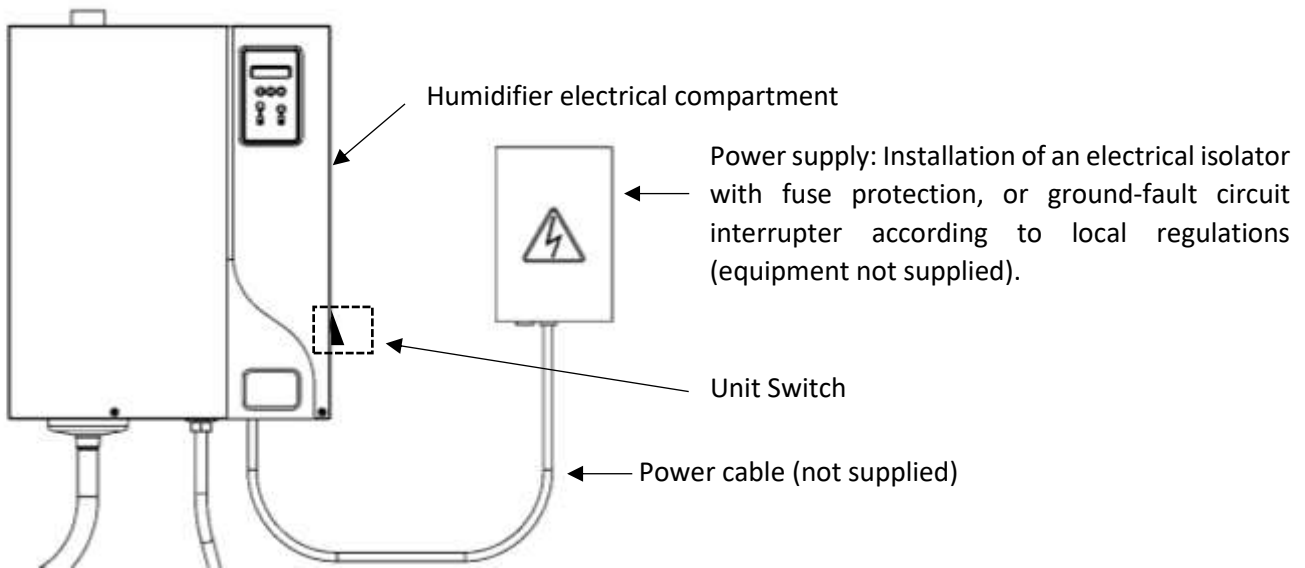 Humidifier electrical compartment
Power supply: Installation of an electrical isolator
with fuse protection, or ground-fault circuit
interrupter according to local regulations
(equipment not supplied).
Unit Switch
Power cable (not supplied)